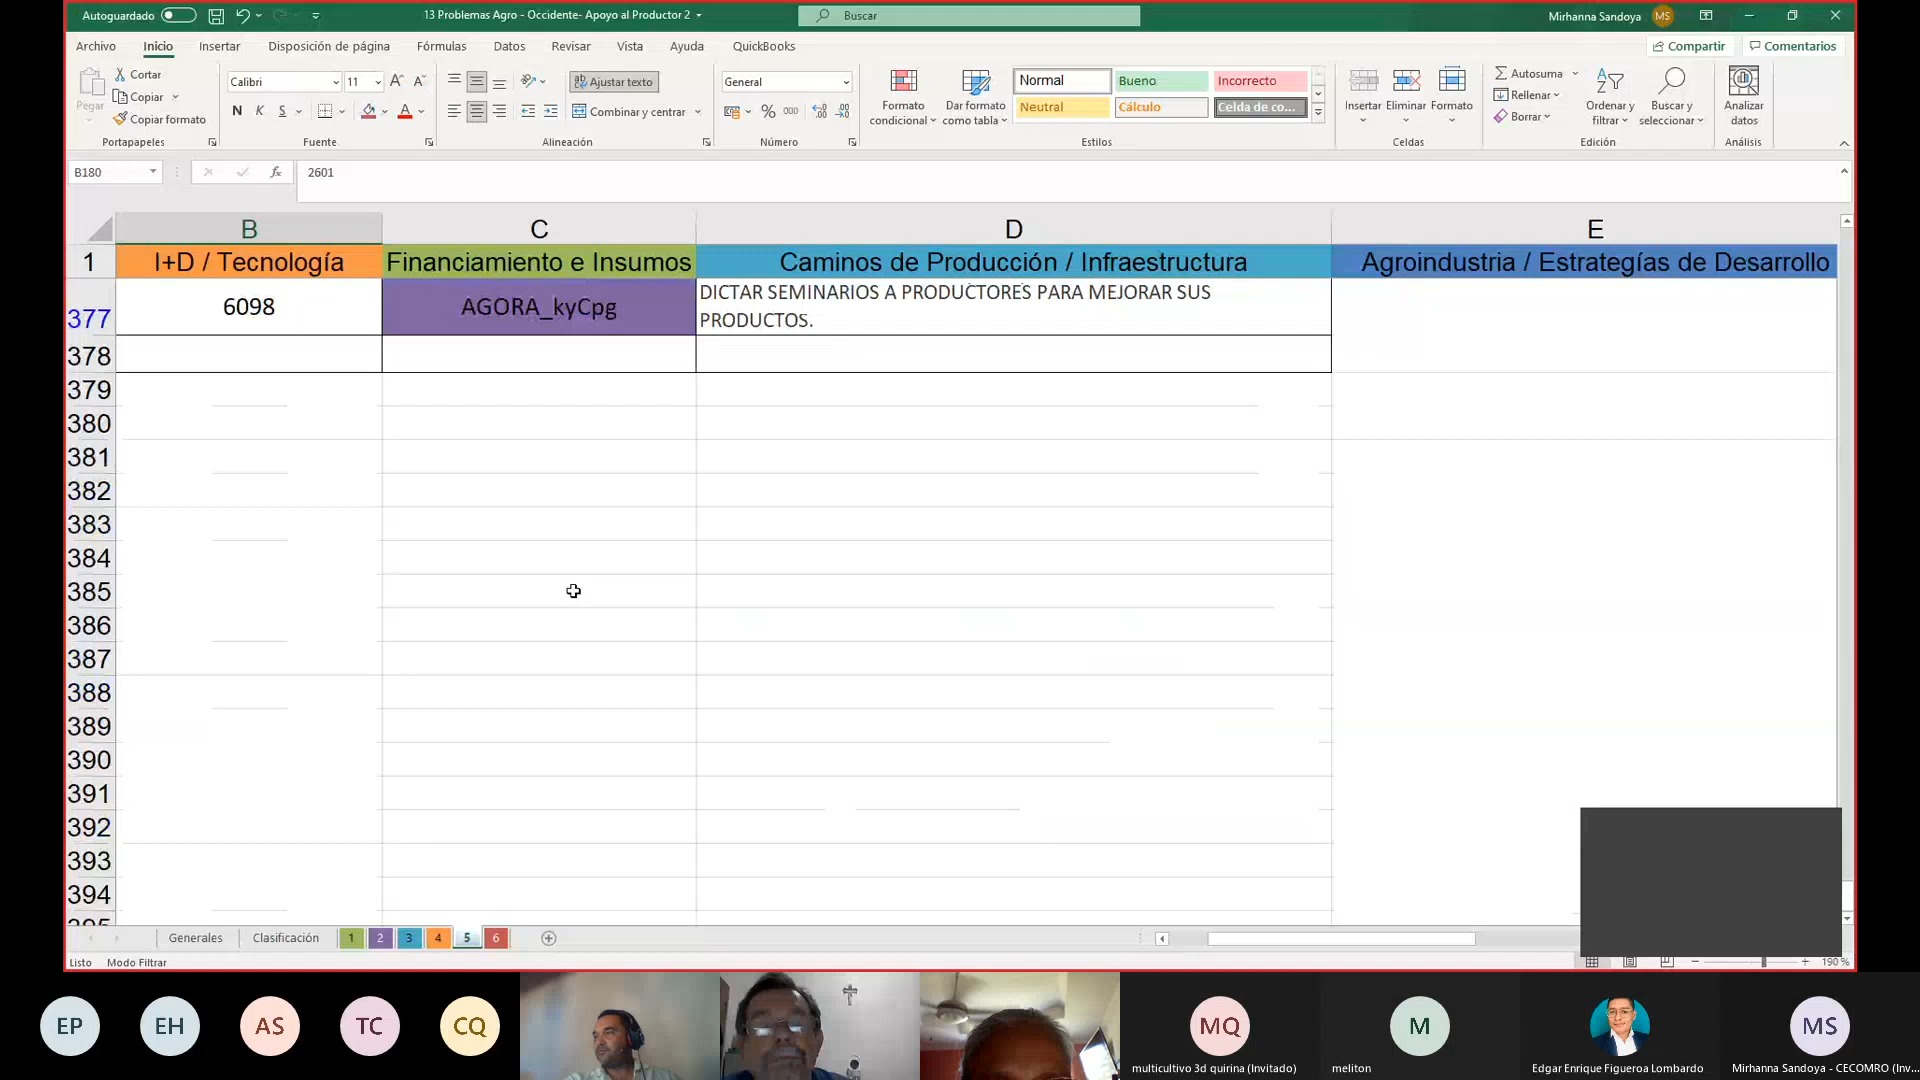 Autoguardado
13 Problemas Agro - Occidente- Apoyo al Productor 2
Buscar
Mirhanna Sandoya
MS
Archivo
Inicio
Insertar
Disposición de página
Fórmulas
Datos
Revisar
Vista
Ayuda
QuickBooks
Compartir
Comentarios
Pegar
Cortar
Copiar
Copiar formato
Portapapeles
Calibri
11
N K S
Fuente
Ajustar texto
Combinar y centrar
Alineación
General
% 000
Número
Formato condicional
Dar formato como tabla
Normal
Bueno
Incorrecto
Neutral
Cálculo
Celda de co...
Estilos
Insertar
Eliminar
Formato
Celdas
Autosuma
Rellenar
Borrar
Ordenar y filtrar
Buscar y seleccionar
Edición
Analizar datos
Análisis
B180
fx
2601
B C D E
1 I+D / Tecnología Financiamiento e Insumos Caminos de Producción / Infraestructura Agroindustria / Estrategías de Desarrollo
377 6098 AGORA_kyCpg DICTAR SEMINARIOS A PRODUCTORES PARA MEJORAR SUS
PRODUCTOS.
378
379
380
381
382
383
384
385
386
387
388
389
390
391
392
393
394
395
Generales
Clasificación
1 2 3 4 5 6
Listo
Modo Filtrar
190 %
EP
EH
AS
TC
CQ
MQ
multicultivo 3d quirina (Invitado)
M
meliton
Edgar Enrique Figueroa Lombardo
MS
Mirhanna Sandoya - CECOMRO (Inv...